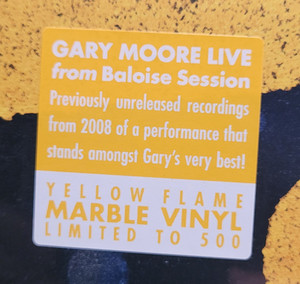 GARY MOORE LIVE
from Baloise Session
Previously unreleased recordings
from 2008 of a performance that
stands amongst Gary's very best!
YELLOW FLAME
MARBLE VINYL
LIMITED TO 500